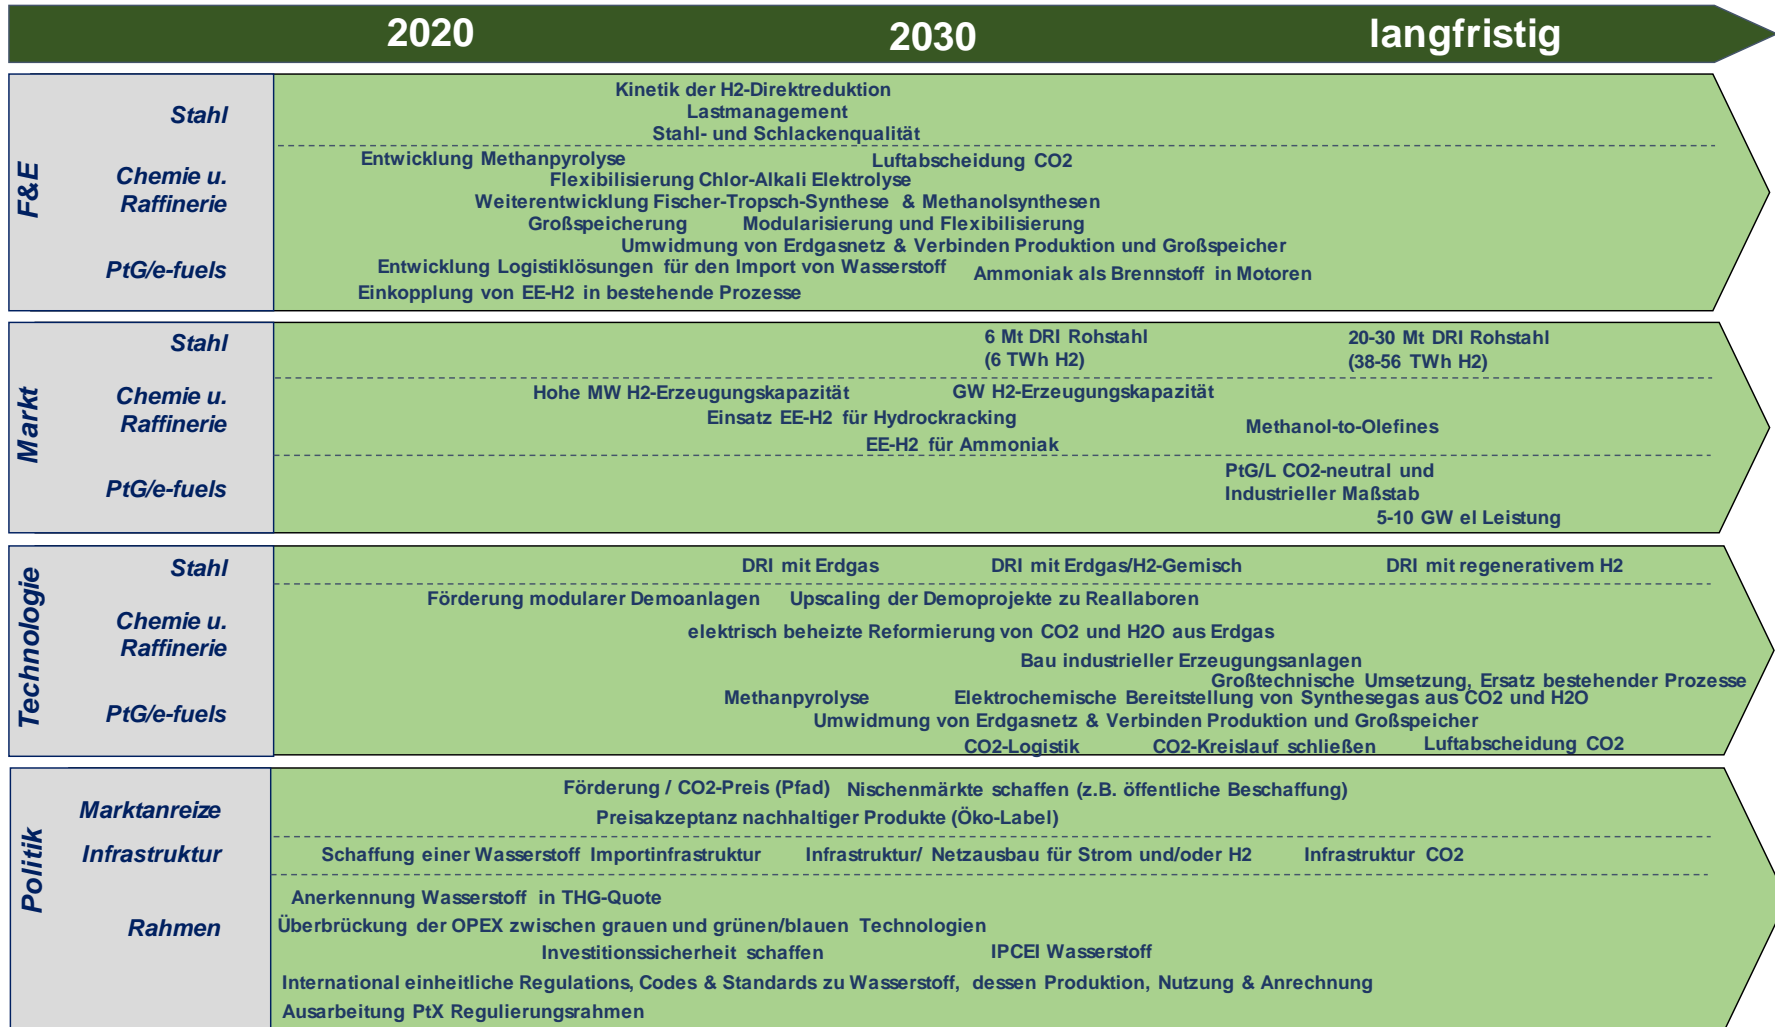 2020 2030 langfristig
F&E
Stahl
Kinetik der H2-Direktreduktion
Lastmanagement
Stahl- und Schlackenqualität
Chemie u.
Raffinerie
Entwicklung Methanpyrolyse Luftabscheidung CO2
Flexibilisierung Chlor-Alkali Elektrolyse
Weiterentwicklung Fischer-Tropsch-Synthese & Methanolsynthesen
Großspeicherung Modularisierung und Flexibilisierung
Umwidmung von Erdgasnetz & Verbinden Produktion und Großspeicher
PtG/e-fuels
Entwicklung Logistiklösungen für den Import von Wasserstoff Ammoniak als Brennstoff in Motoren
Einkopplung von EE-H2 in bestehende Prozesse
Markt
Stahl
6 Mt DRI Rohstahl
(6 TWh H2)
20-30 Mt DRI Rohstahl
(38-56 TWh H2)
Chemie u.
Raffinerie
Hohe MW H2-Erzeugungskapazität GW H2-Erzeugungskapazität
Einsatz EE-H2 für Hydrockracking
Methanol-to-Olefines
EE-H2 für Ammoniak
PtG/e-fuels
PtG/L CO2-neutral und
Industrieller Maßstab
5-10 GW el Leistung
Technologie
Stahl
DRI mit Erdgas DRI mit Erdgas/H2-Gemisch DRI mit regenerativem H2
Chemie u.
Raffinerie
Förderung modularer Demoanlagen Upscaling der Demoprojekte zu Reallaboren
elektrisch beheizte Reformierung von CO2 und H2O aus Erdgas
Bau industrieller Erzeugungsanlagen
Großtechnische Umsetzung, Ersatz bestehender Prozesse
PtG/e-fuels
Methanpyrolyse Elektrochemische Bereitstellung von Synthesegas aus CO2 und H2O
Umwidmung von Erdgasnetz & Verbinden Produktion und Großspeicher
CO2-Logistik CO2-Kreislauf schließen Luftabscheidung CO2
Politik
Marktanreize
Förderung / CO2-Preis (Pfad) Nischenmärkte schaffen (z.B. öffentliche Beschaffung)
Preisakzeptanz nachhaltiger Produkte (Öko-Label)
Infrastruktur
Schaffung einer Wasserstoff Importinfrastruktur Infrastruktur/ Netzausbau für Strom und/oder H2 Infrastruktur CO2
Rahmen
Anerkennung Wasserstoff in THG-Quote
Überbrückung der OPEX zwischen grauen und grünen/blauen Technologien
Investitionssicherheit schaffen IPCEI Wasserstoff
International einheitliche Regulations, Codes & Standards zu Wasserstoff, dessen Produktion, Nutzung & Anrechnung
Ausarbeitung PtX Regulierungsrahmen